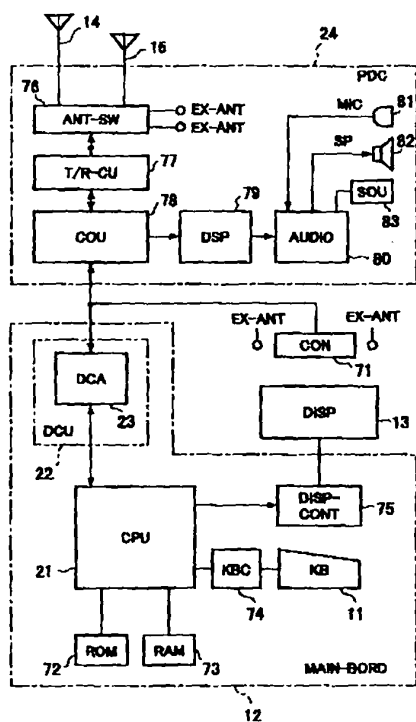 14
15
24
PDC
76
ANT-SW
EX-ANT
EX-ANT
MIC
81
SP
82
T/R-CU
77
78
79
SOU
83
COU
DSP
AUDIO
80
EX-ANT
EX-ANT
CON
71
DCA
23
DCU
22
DISP
13
CPU
21
DISP-
CONT
75
KBC
74
KB
11
ROM
72
RAM
73
MAIN-BORD
12